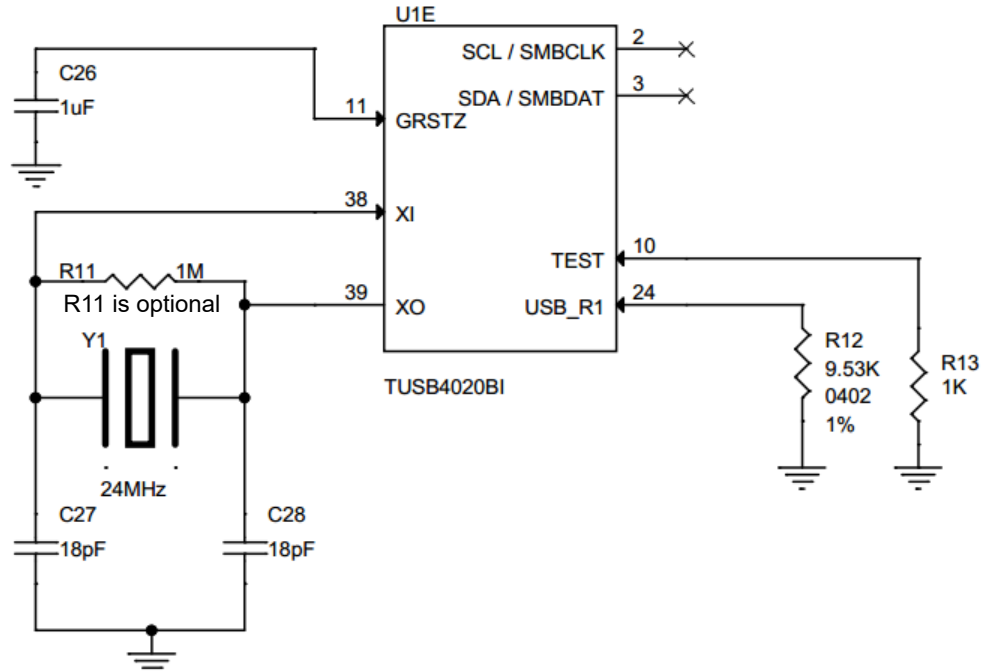 U1E
SCL / SMBCLK
2
SDA / SMBDAT
3
C26
1uF
11
GRSTZ
38
XI
TEST
10
R11
1M
R11 is optional
39
XO
USB_R1
24
Y1
R12
9.53K
0402
1%
R13
1K
TUSB4020BI
24MHz
C27
18pF
C28
18pF